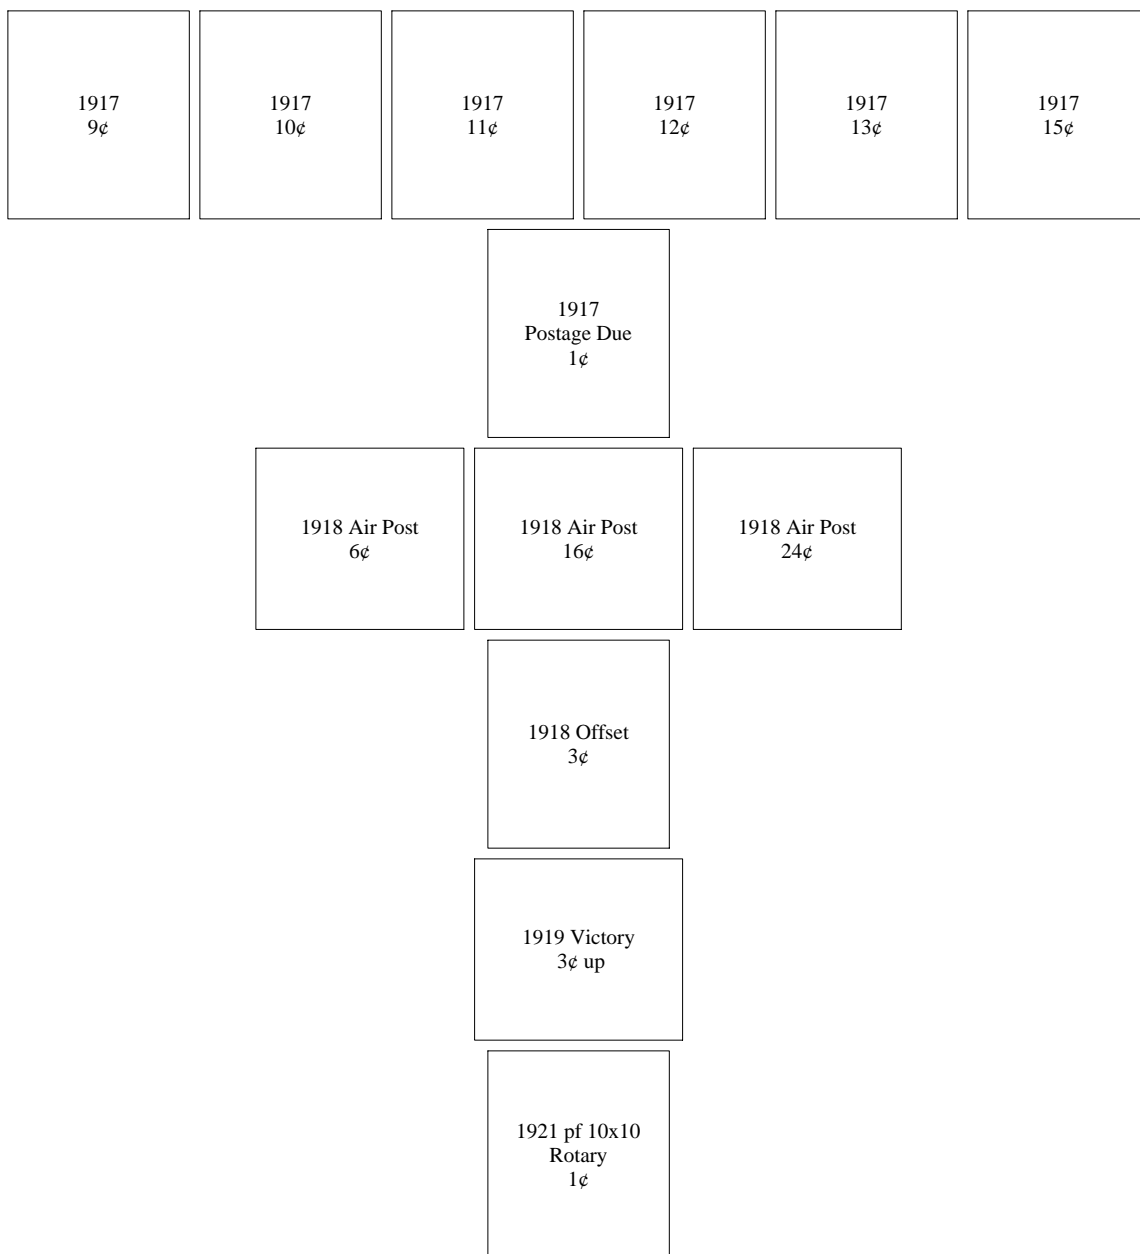 1917
9¢
1917
10¢
1917
11¢
1917
12¢
1917
13¢
1917
15¢
1917
Postage Due
1¢
1918 Air Post
6¢
1918 Air Post
16¢
1918 Air Post
24¢
1918 Offset
3¢
1919 Victory
3¢ up
1921 pf 10x10
Rotary
1¢